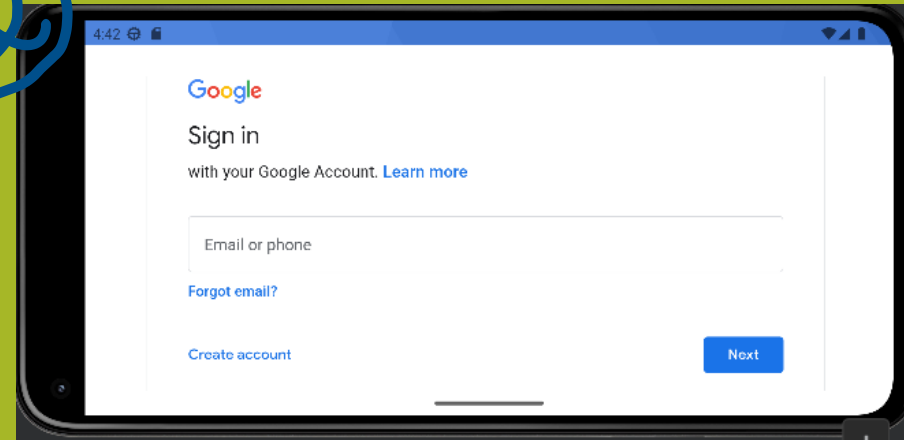 4:42
Google
Sign in
with your Google Account. Learn more
Email or phone
Forgot email?
Create account
Next